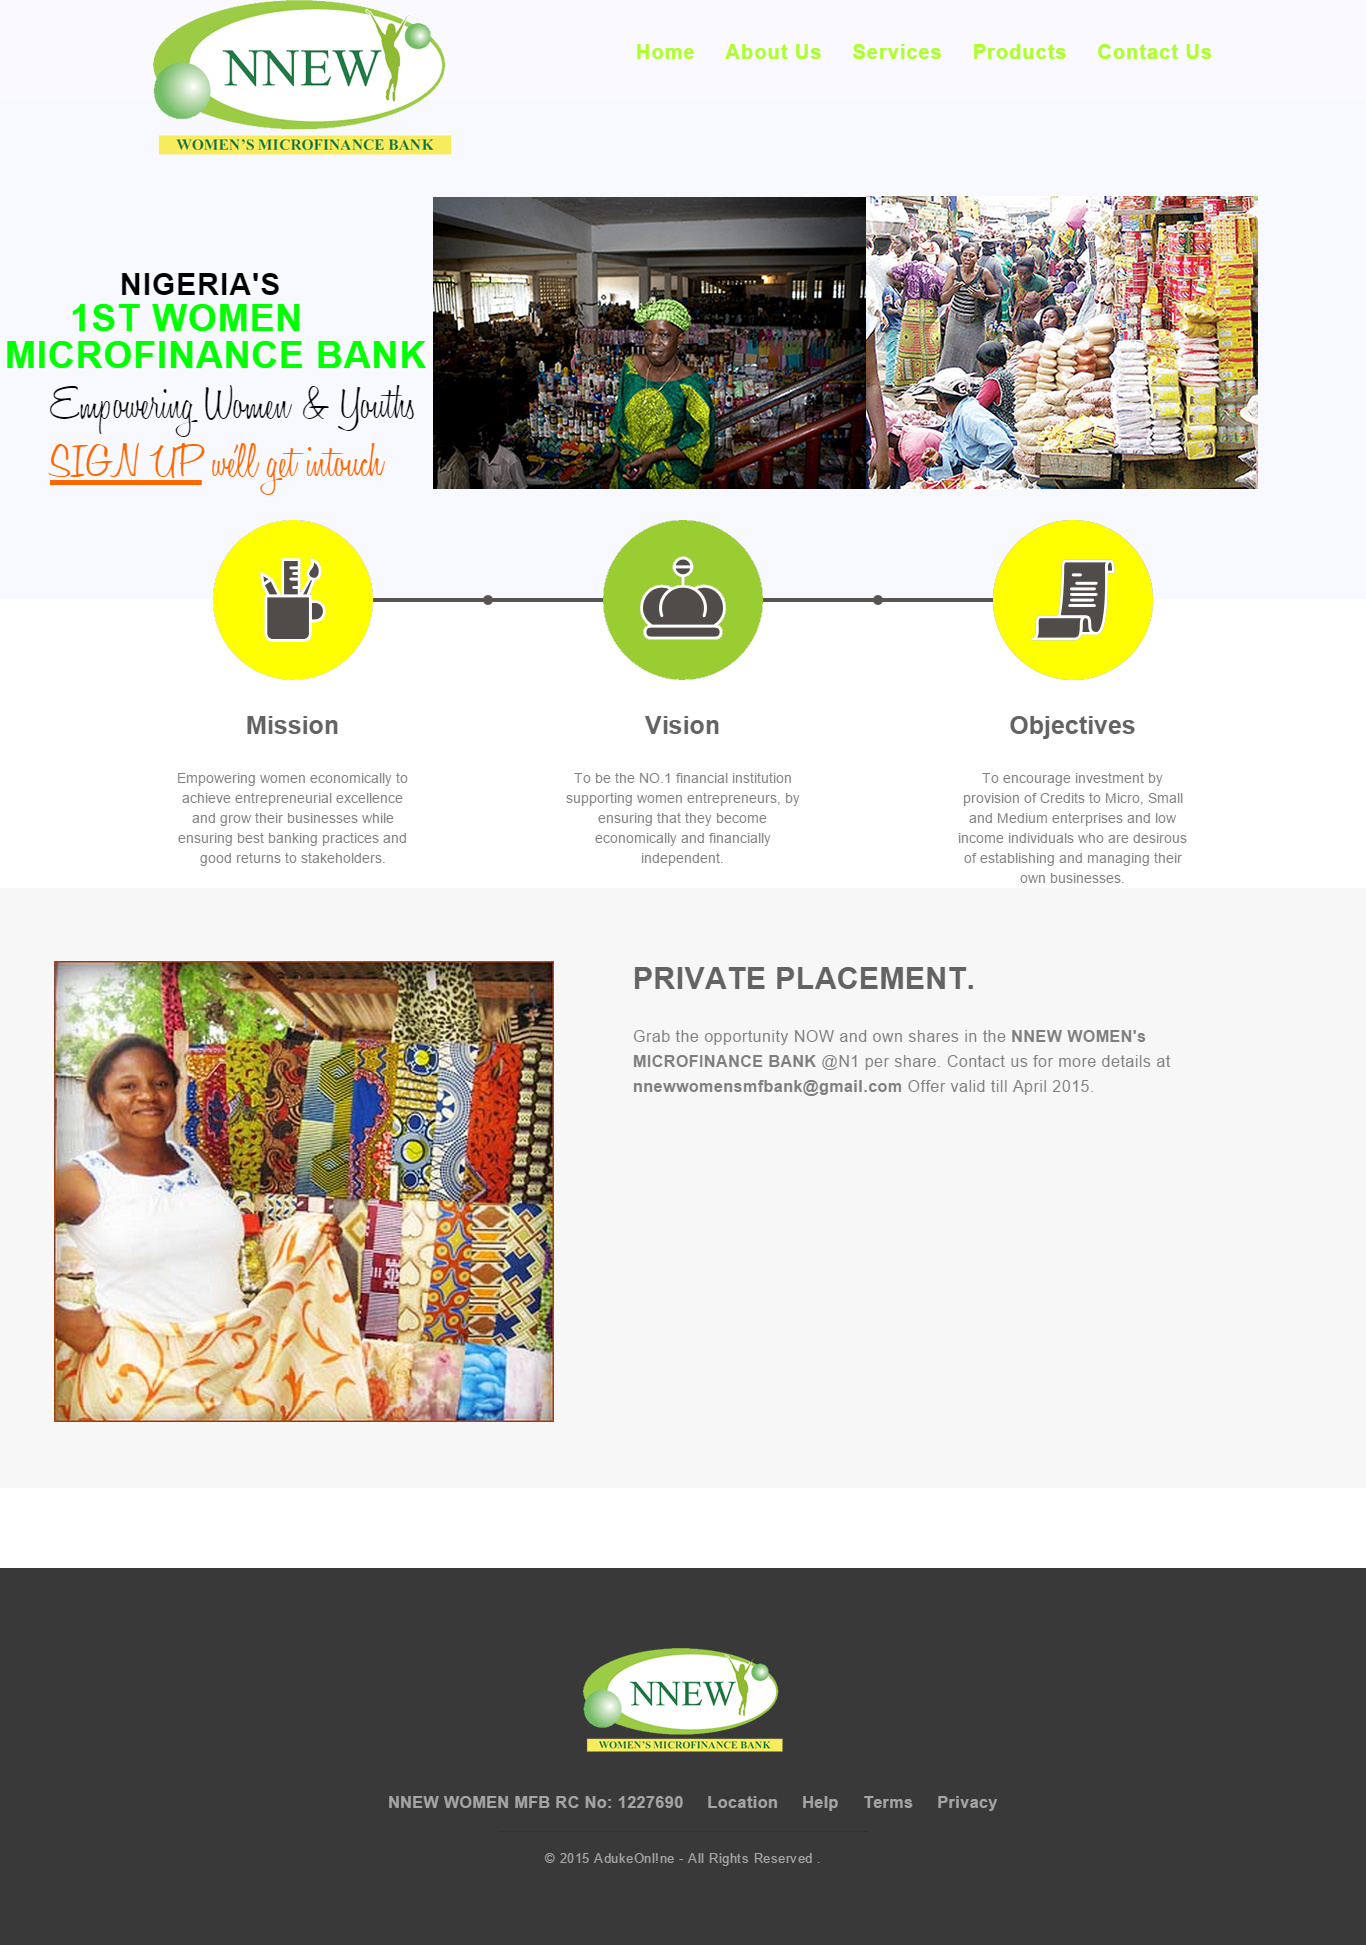 NNEW
WOMEN'S MICROFINANCE BANK
Home About Us Services Products Contact Us
NIGERIA'S
1ST WOMEN
MICROFINANCE BANK
Empowering Women & Youths
SIGN UP we'll get intouch
Mission
Empowering women economically to
achieve entrepreneurial excellence
and grow their businesses while
ensuring best banking practices and
good returns to stakeholders.
Vision
To be the NO.1 financial institution
supporting women entrepreneurs, by
ensuring that they become
economically and financially
independent.
Objectives
To encourage investment by
provision of Credits to Micro, Small
and Medium enterprises and low
income individuals who are desirous
of establishing and managing their
own businesses.
PRIVATE PLACEMENT.
Grab the opportunity NOW and own shares in the NNEW WOMEN's
MICROFINANCE BANK @N1 per share. Contact us for more details at
nnewwomensmfbank@gmail.com Offer valid till April 2015.
NNEW
WOMEN'S MICROFINANCE BANK
NNEW WOMEN MFB RC No: 1227690 Location Help Terms Privacy
© 2015 AdukeOnl!ne - All Rights Reserved .